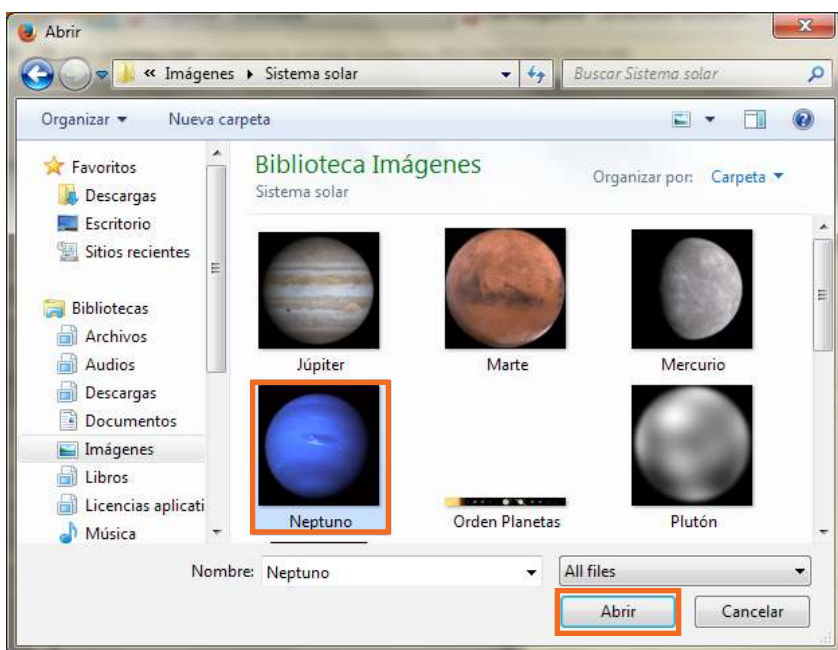 Abrir
« Imágenes Sistema solar
Buscar Sistema solar
Organizar
Nueva carpeta
Favoritos
Descargas
Escritorio
Sitios recientes
Bibliotecas
Archivos
Audios
Descargas
Documentos
Imágenes
Libros
Licencias aplicati
Música
Biblioteca Imágenes
Sistema solar
Organizar por: Carpeta
Júpiter
Marte
Mercurio
Neptuno
Orden Planetas
Plutón
Nombre: Neptuno
All files
Abrir
Cancelar